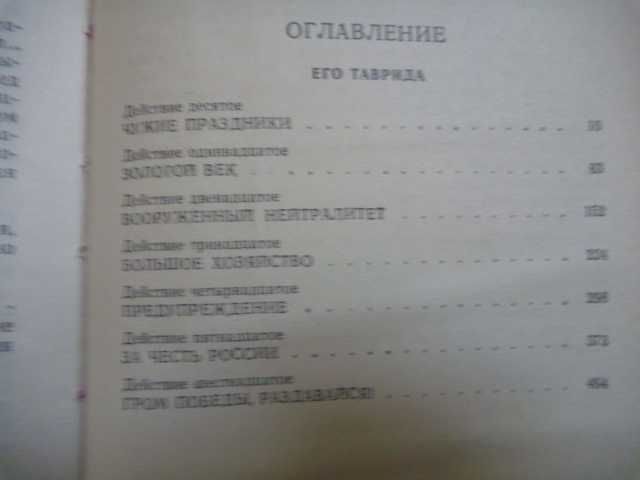 ОГЛАВЛЕНИЕ
ЕГО ТАВРИДА
Действие десятое
ЧУЖИЕ ПРАЗДНИКИ
Действие одиннадцатое
ЗОЛОТОЙ ВЕК
Действие двенадцатое
ВООРУЖЕННЫЙ НЕЙТРАЛИТЕТ
Действие тринадцатое
БОЛЬШОЕ ХОЗЯЙСТВО
Действие четырнадцатое
ПРЕДУПРЕЖДЕНИЕ
Действие пятнадцатое
ЗА ЧЕСТЬ РОССИИ 373
Действие шестнадцатое
ГРОМ ПОБЕДЫ, РАЗДАВАЙСЯ!